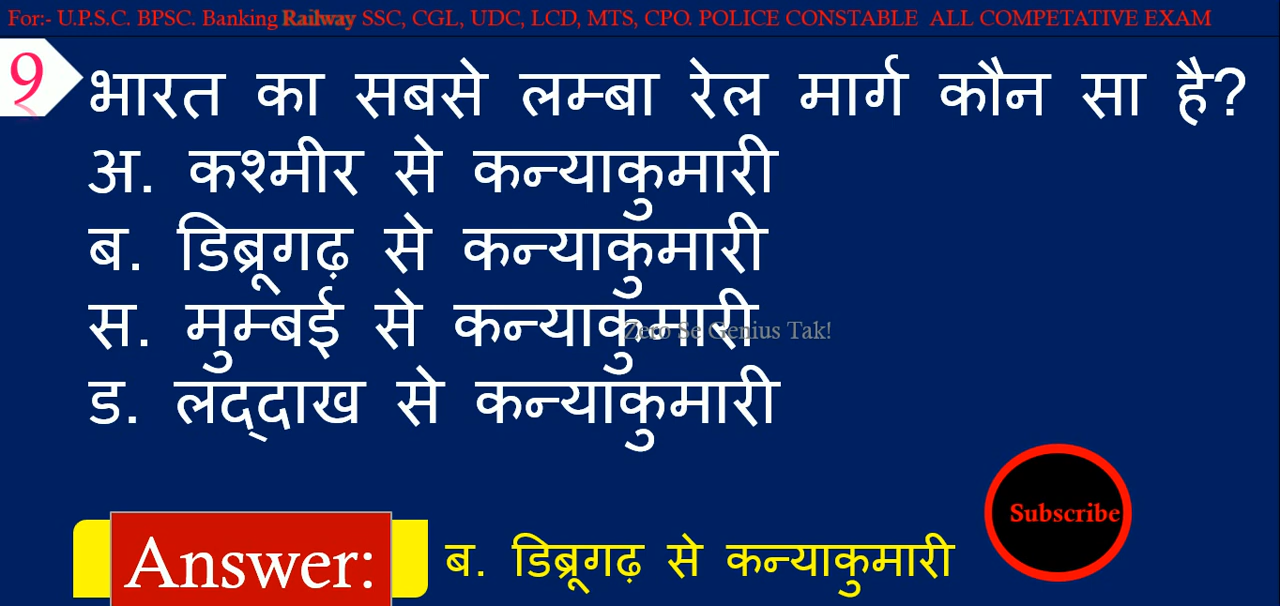 For:- U.P.S.C. BPSC. Banking Railway SSC, CGL, UDC, LCD, MTS, CPO. POLICE CONSTABLE ALL COMPETATIVE EXAM
9
भारत का सबसे लम्बा रेल मार्ग कौन सा है?
अ. कश्मीर से कन्याकुमारी
ब. डिब्रूगढ़ से कन्याकुमारी
स. मुम्बई से कन्याकुमारी
Zero Se Genius Tak!
ड. लद्‌दाख से कन्याकुमारी
Subscribe
Answer: ब. डिब्रूगढ़ से कन्याकुमारी